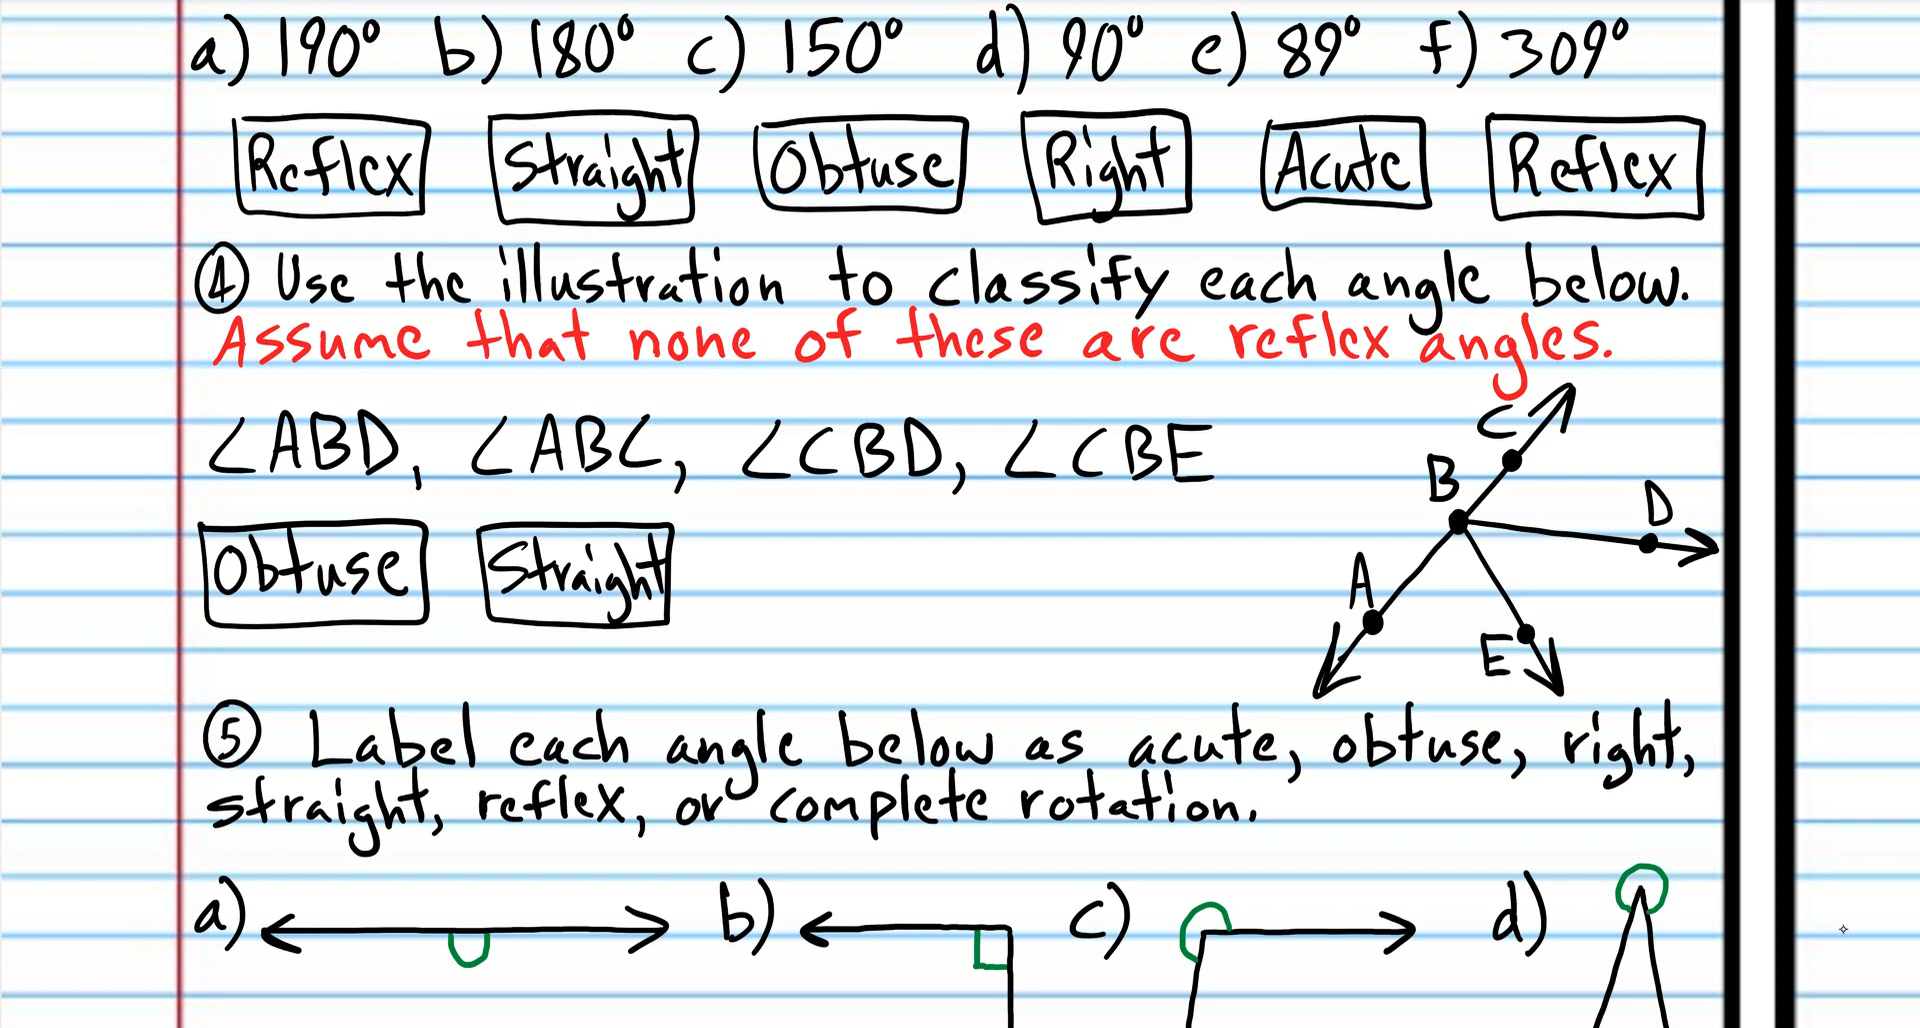 a) 190° b) 180° c) 150° d) 90° e) 89° f) 309°
Reflex Straight Obtuse Right Acute Reflex
④ Use the illustration to classify each angle below.
Assume that none of these are reflex angles.
∠ABD, ∠ABC, ∠CBD, ∠CBE
Obtuse Straight
C
B
D
A
E
⑤ Label each angle below as acute, obtuse, right,
straight, reflex, or complete rotation.
a) b) c) d)